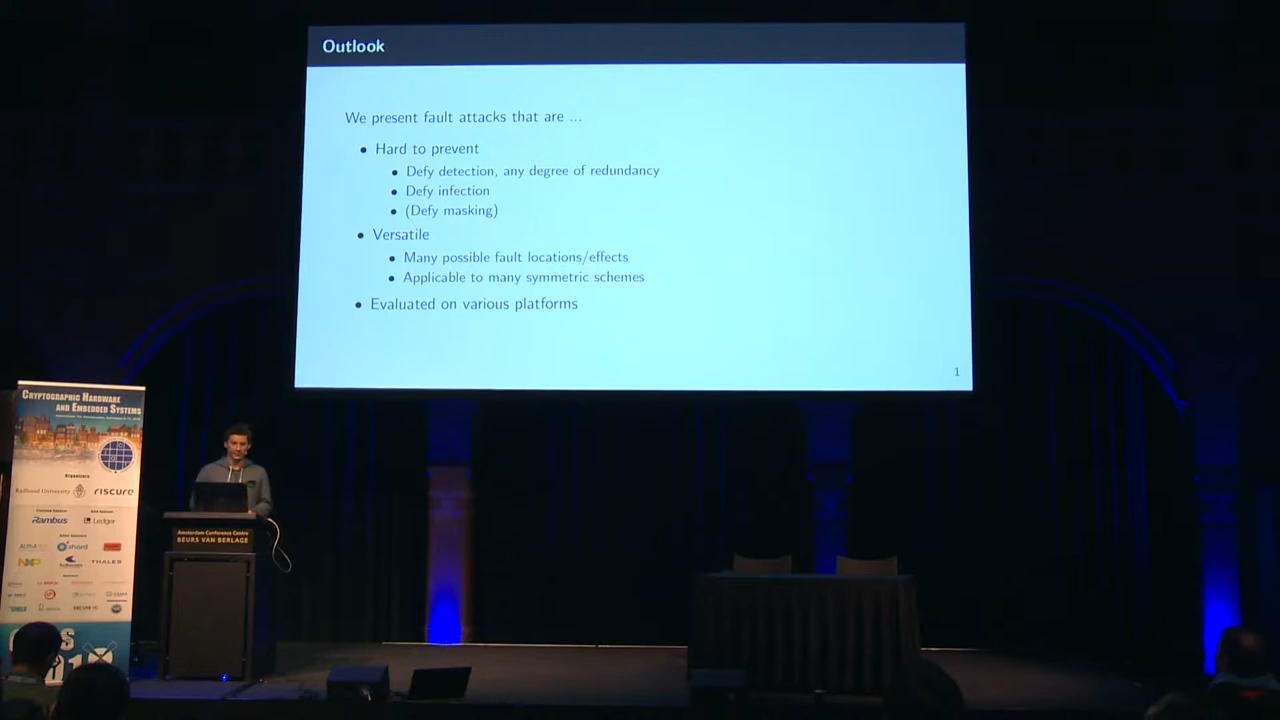 Outlook
We present fault attacks that are ...
• Hard to prevent
• Defy detection, any degree of redundancy
• Defy infection
• (Defy masking)
• Versatile
• Many possible fault locations/effects
• Applicable to many symmetric schemes
• Evaluated on various platforms
1
Cryptographic Hardware
and Embedded Systems
Organizers
Radboud University
riscure
Rambus
Ledger
NXP
THALES
Amsterdam Conference Centre
BEURS VAN BERLAGE